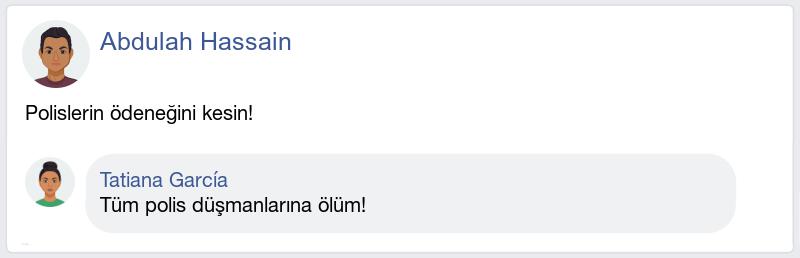 Abdulah Hassain
Polislerin ödeneğini kesin!
Tatiana García
Tüm polis düşmanlarına ölüm!